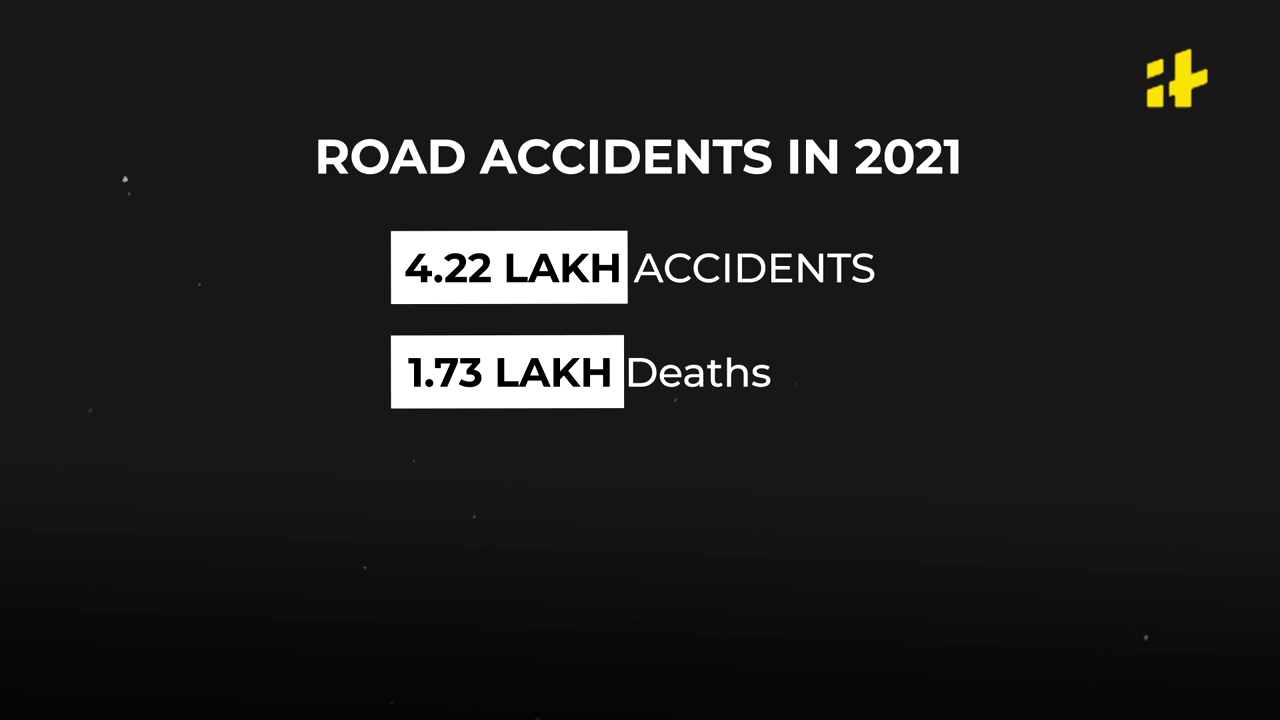 ROAD ACCIDENTS IN 2021
4.22 LAKH ACCIDENTS
1.73 LAKH Deaths